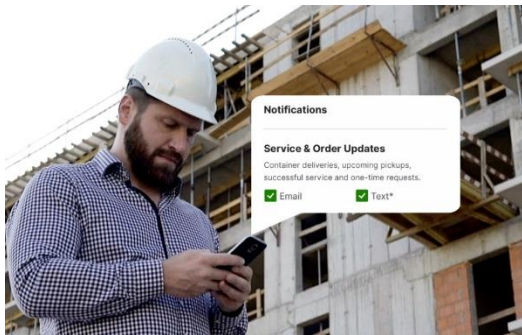 Notifications
Service & Order Updates
Container deliveries, upcoming pickups,
successful service and one-time requests.
Email
Text*